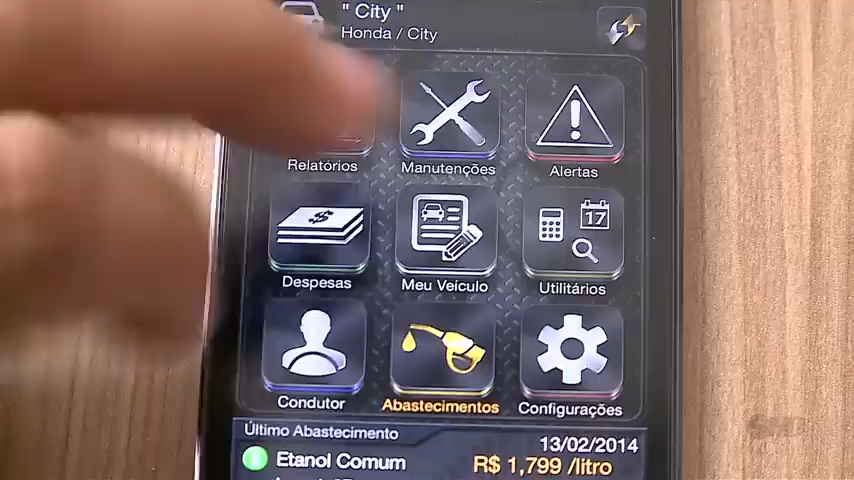 " City "
Honda / City
Relatórios
Manutenções
Alertas
$
17
Despesas
Meu Veículo
Utilitários
Condutor
Abastecimentos
Configurações
Último Abastecimento
13/02/2014
Etanol Comum
R$ 1,799 /litro